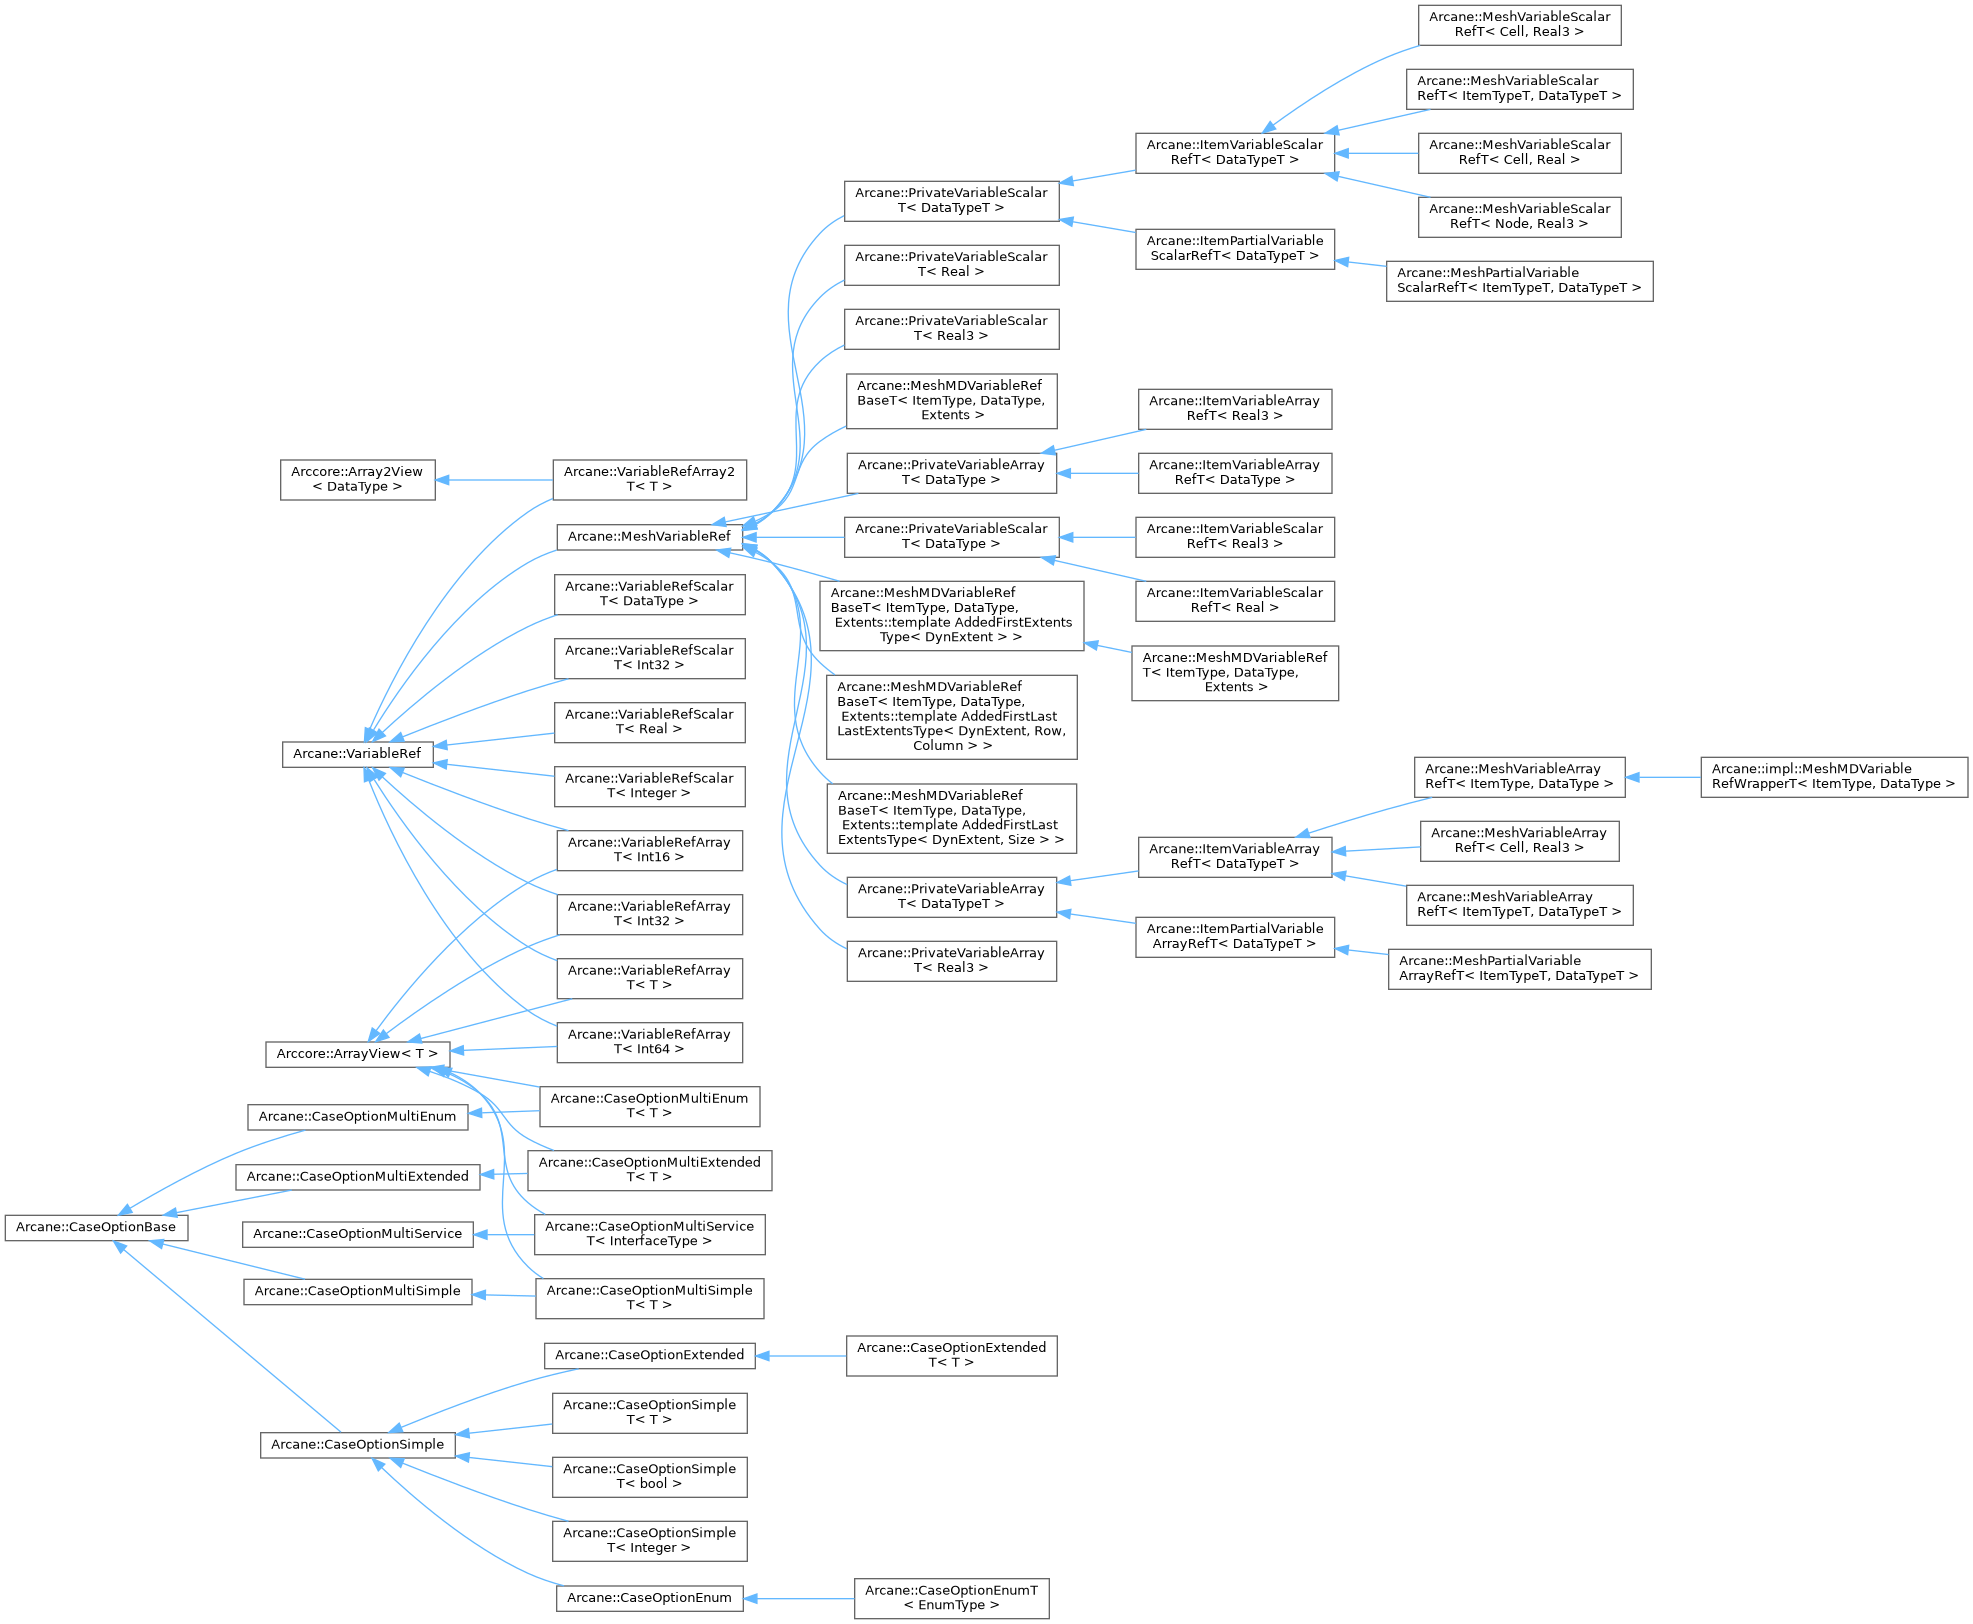 Arcane::MeshVariableScalar
RefT< Cell, Real3 >
Arcane::MeshVariableScalar
RefT< ItemTypeT, DataTypeT >
Arcane::ItemVariableScalar
RefT< DataTypeT >
Arcane::MeshVariableScalar
RefT< Cell, Real >
Arcane::PrivateVariableScalar
T< DataTypeT >
Arcane::MeshVariableScalar
RefT< Node, Real3 >
Arcane::ItemPartialVariable
ScalarRefT< DataTypeT >
Arcane::PrivateVariableScalar
T< Real >
Arcane::MeshPartialVariable
ScalarRefT< ItemTypeT, DataTypeT >
Arcane::PrivateVariableScalar
T< Real3 >
Arcane::MeshMDVariableRef
BaseT< ItemType, DataType,
Extents >
Arcane::ItemVariableArray
RefT< Real3 >
Arccore::Array2View
< DataType >
Arcane::VariableRefArray2
T< T >
Arcane::PrivateVariableArray
T< DataType >
Arcane::ItemVariableArray
RefT< DataType >
Arcane::MeshVariableRef
Arcane::PrivateVariableScalar
T< DataType >
Arcane::ItemVariableScalar
RefT< Real3 >
Arcane::VariableRefScalar
T< DataType >
Arcane::MeshMDVariableRef
BaseT< ItemType, DataType,
Extents::template AddedFirstExtents
Type< DynExtent > >
Arcane::ItemVariableScalar
RefT< Real >
Arcane::VariableRefScalar
T< Int32 >
Arcane::MeshMDVariableRef
T< ItemType, DataType,
Extents >
Arcane::MeshMDVariableRef
BaseT< ItemType, DataType,
Extents::template AddedFirstLast
LastExtentsType< DynExtent, Row,
Column > >
Arcane::VariableRefScalar
T< Real >
Arcane::VariableRef
Arcane::VariableRefScalar
T< Integer >
Arcane::MeshVariableArray
RefT< ItemType, DataType >
Arcane::impl::MeshMDVariable
RefWrapperT< ItemType, DataType >
Arcane::MeshMDVariableRef
BaseT< ItemType, DataType,
Extents::template AddedFirstLast
ExtentsType< DynExtent, Size > >
Arcane::VariableRefArray
T< Int16 >
Arcane::ItemVariableArray
RefT< DataTypeT >
Arcane::MeshVariableArray
RefT< Cell, Real3 >
Arcane::VariableRefArray
T< Int32 >
Arcane::PrivateVariableArray
T< DataTypeT >
Arcane::MeshVariableArray
RefT< ItemTypeT, DataTypeT >
Arcane::ItemPartialVariable
ArrayRefT< DataTypeT >
Arcane::VariableRefArray
T< T >
Arcane::PrivateVariableArray
T< Real3 >
Arcane::MeshPartialVariable
ArrayRefT< ItemTypeT, DataTypeT >
Arcane::VariableRefArray
T< Int64 >
Arccore::ArrayView< T >
Arcane::CaseOptionMultiEnum
Arcane::CaseOptionMultiEnum
T< T >
Arcane::CaseOptionMultiExtended
Arcane::CaseOptionMultiExtended
T< T >
Arcane::CaseOptionBase
Arcane::CaseOptionMultiService
Arcane::CaseOptionMultiService
T< InterfaceType >
Arcane::CaseOptionMultiSimple
Arcane::CaseOptionMultiSimple
T< T >
Arcane::CaseOptionExtended
Arcane::CaseOptionExtended
T< T >
Arcane::CaseOptionSimple
T< T >
Arcane::CaseOptionSimple
Arcane::CaseOptionSimple
T< bool >
Arcane::CaseOptionSimple
T< Integer >
Arcane::CaseOptionEnum
Arcane::CaseOptionEnumT
< EnumType >